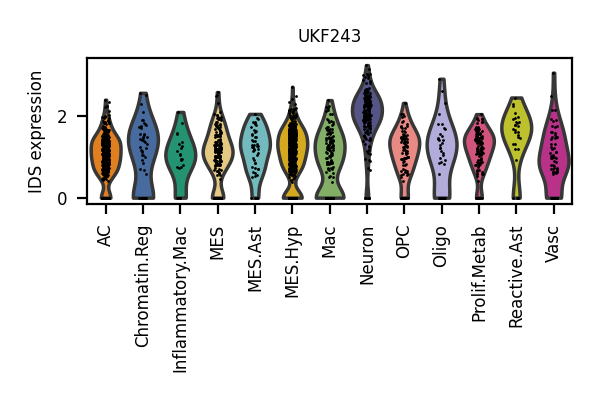 UKF243
IDS expression
2
0
AC
Chromatin.Reg
Inflammatory.Mac
MES
MES.Ast
MES.Hyp
Mac
Neuron
OPC
Oligo
Prolif.Metab
Reactive.Ast
Vasc